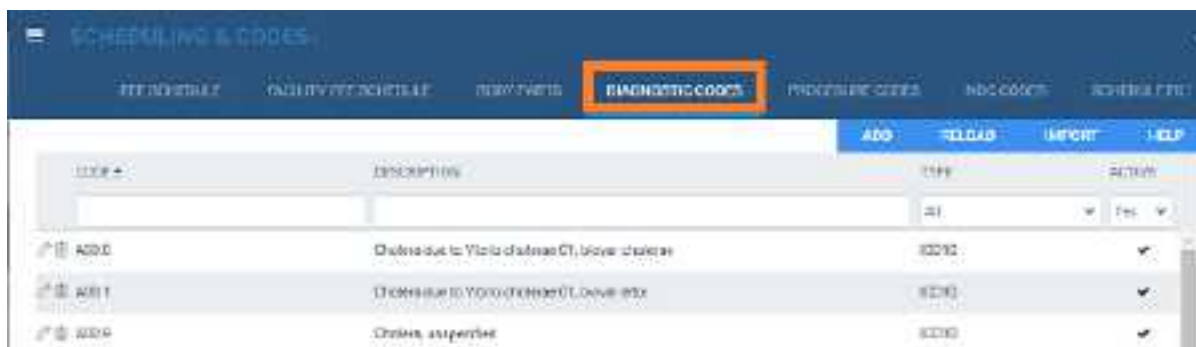 SCHEDULING & CODES
FEE SCHEDULE FACILITY FEE SCHEDULE BODY PARTS DIAGNOSTIC CODES PROCEDURE CODES NDC CODES
ADD RELOAD IMPORT HELP
CODE DESCRIPTION TYPE ACTIVE
All Yes
A00.0 Cholera due to Vibrio cholerae 01, biovar cholerae ICD10
A00.1 Cholera due to Vibrio cholerae 01, biovar eltor ICD10
A00.9 Cholera, unspecified ICD10